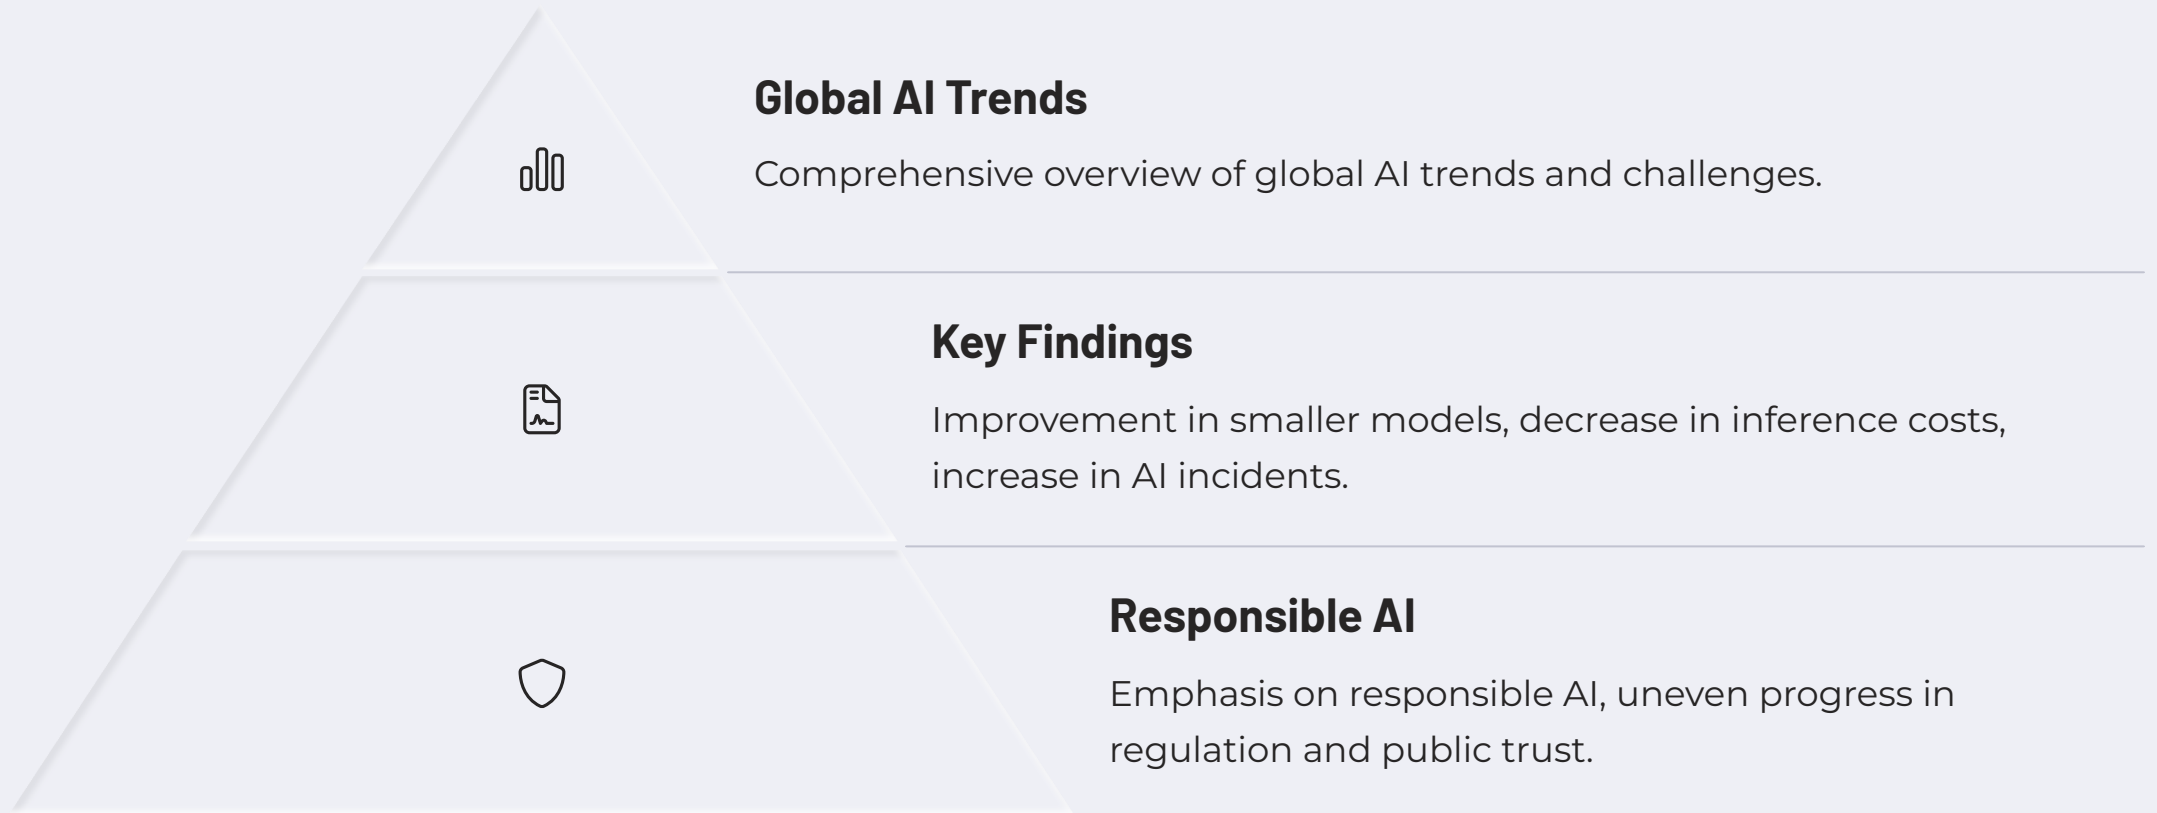 Global AI Trends
Comprehensive overview of global AI trends and challenges.
Key Findings
Improvement in smaller models, decrease in inference costs,
increase in AI incidents.
Responsible AI
Emphasis on responsible AI, uneven progress in
regulation and public trust.